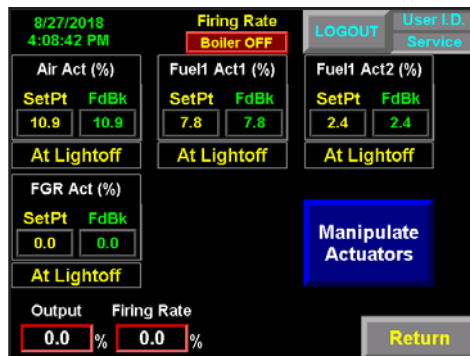 8/27/2018 Firing Rate LOGOUT User I.D.
4:08:42 PM Boiler OFF Service
Air Act (%) Fuel1 Act1 (%) Fuel1 Act2 (%)
SetPt FdBk SetPt FdBk SetPt FdBk
10.9 10.9 7.8 7.8 2.4 2.4
At Lightoff At Lightoff At Lightoff
FGR Act (%)
SetPt FdBk
0.0 0.0
At Lightoff
Manipulate
Actuators
Output Firing Rate
0.0 % 0.0 %
Return